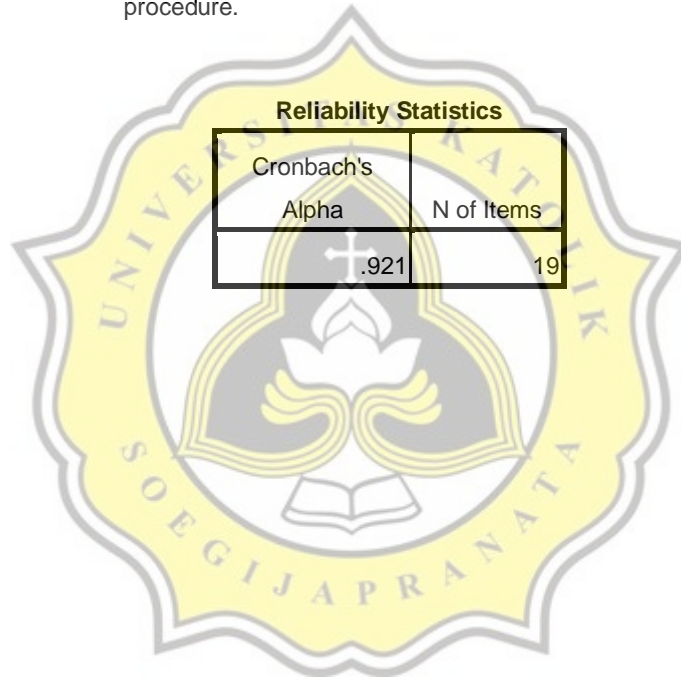 procedure.
Reliability Statistics
Cronbach's
Alpha
N of Items
.921
19
UNIVERSITAS KATOLIK
SOEGIJAPRANATA